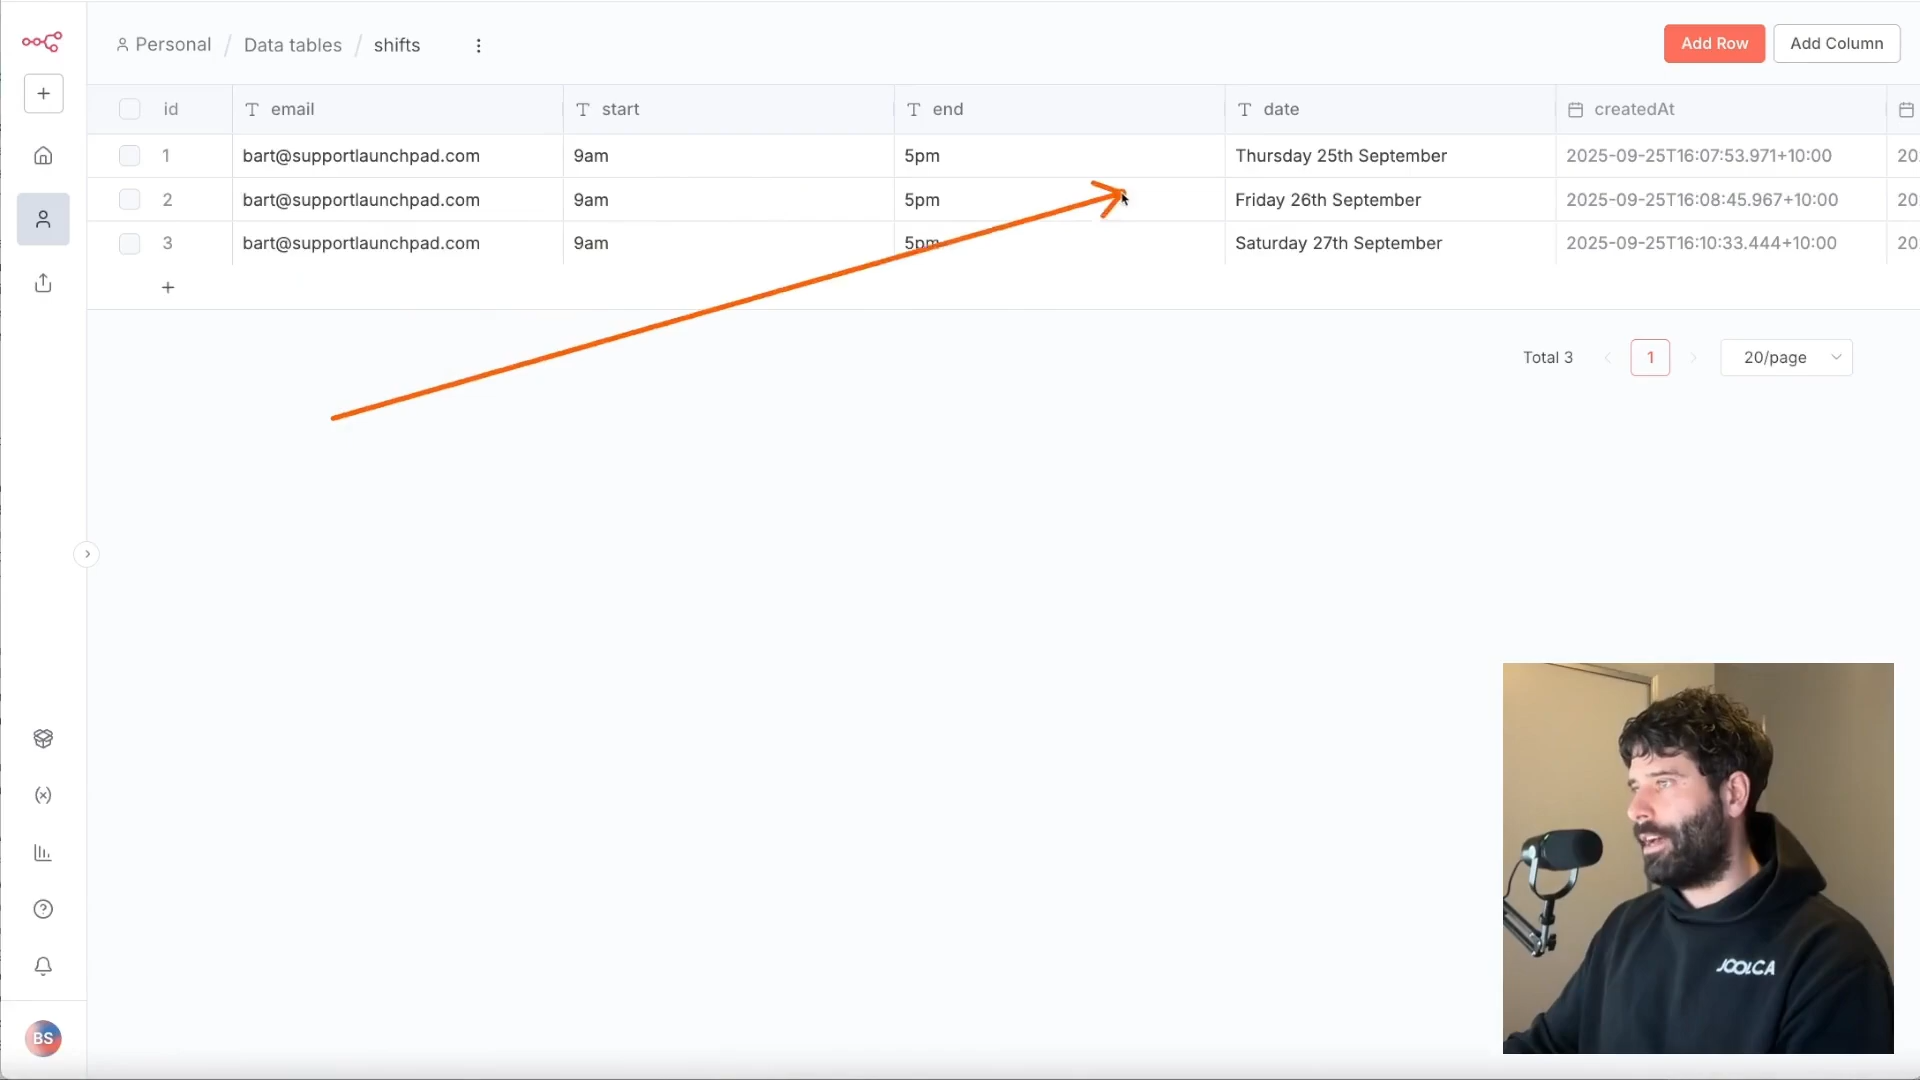 Personal / Data tables / shifts
Add Row
Add Column
id email start end date createdAt
1 bart@supportlaunchpad.com 9am 5pm Thursday 25th September 2025-09-25T16:07:53.971+10:00 20
2 bart@supportlaunchpad.com 9am 5pm Friday 26th September 2025-09-25T16:08:45.967+10:00 20
3 bart@supportlaunchpad.com 9am 5pm Saturday 27th September 2025-09-25T16:10:33.444+10:00 20
Total 3 1 20/page
JOOLCA
BS